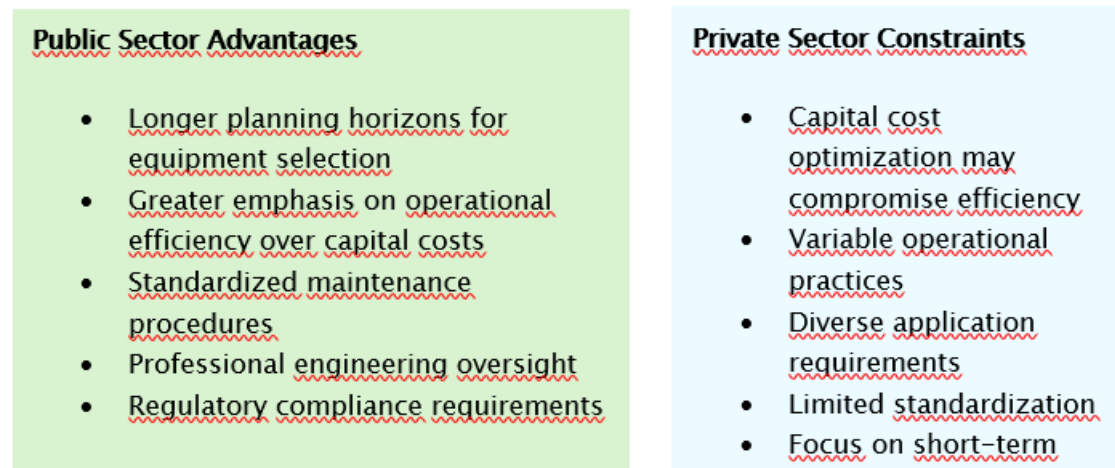 Public Sector Advantages
• Longer planning horizons for
equipment selection
• Greater emphasis on operational
efficiency over capital costs
• Standardized maintenance
procedures
• Professional engineering oversight
• Regulatory compliance requirements
Private Sector Constraints
• Capital cost
optimization may
compromise efficiency
• Variable operational
practices
• Diverse application
requirements
• Limited standardization
• Focus on short-term